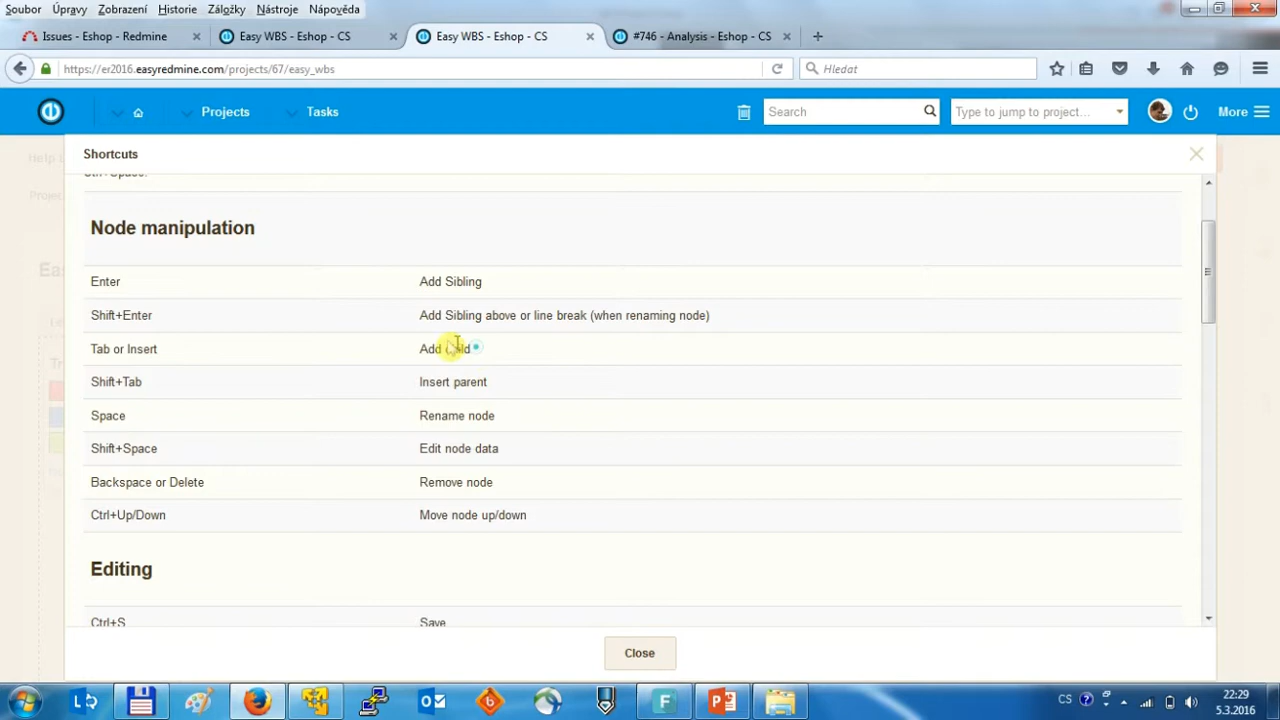 Soubor Úpravy Zobrazení Historie Záložky Nástroje Nápověda
Issues - Eshop - Redmine × Easy WBS - Eshop - CS × Easy WBS - Eshop - CS × #746 - Analysis - Eshop - CS × +
https://er2016.easyredmine.com/projects/67/easy_wbs Hledat
Projects Tasks Search Type to jump to project... More
Shortcuts
Ctrl+Space.
Node manipulation
Enter Add Sibling
Shift+Enter Add Sibling above or line break (when renaming node)
Tab or Insert Add
Shift+Tab Insert parent
Space Rename node
Shift+Space Edit node data
Backspace or Delete Remove node
Ctrl+Up/Down Move node up/down
Editing
Ctrl+S Save
Close
CS 22:29
5.3.2016